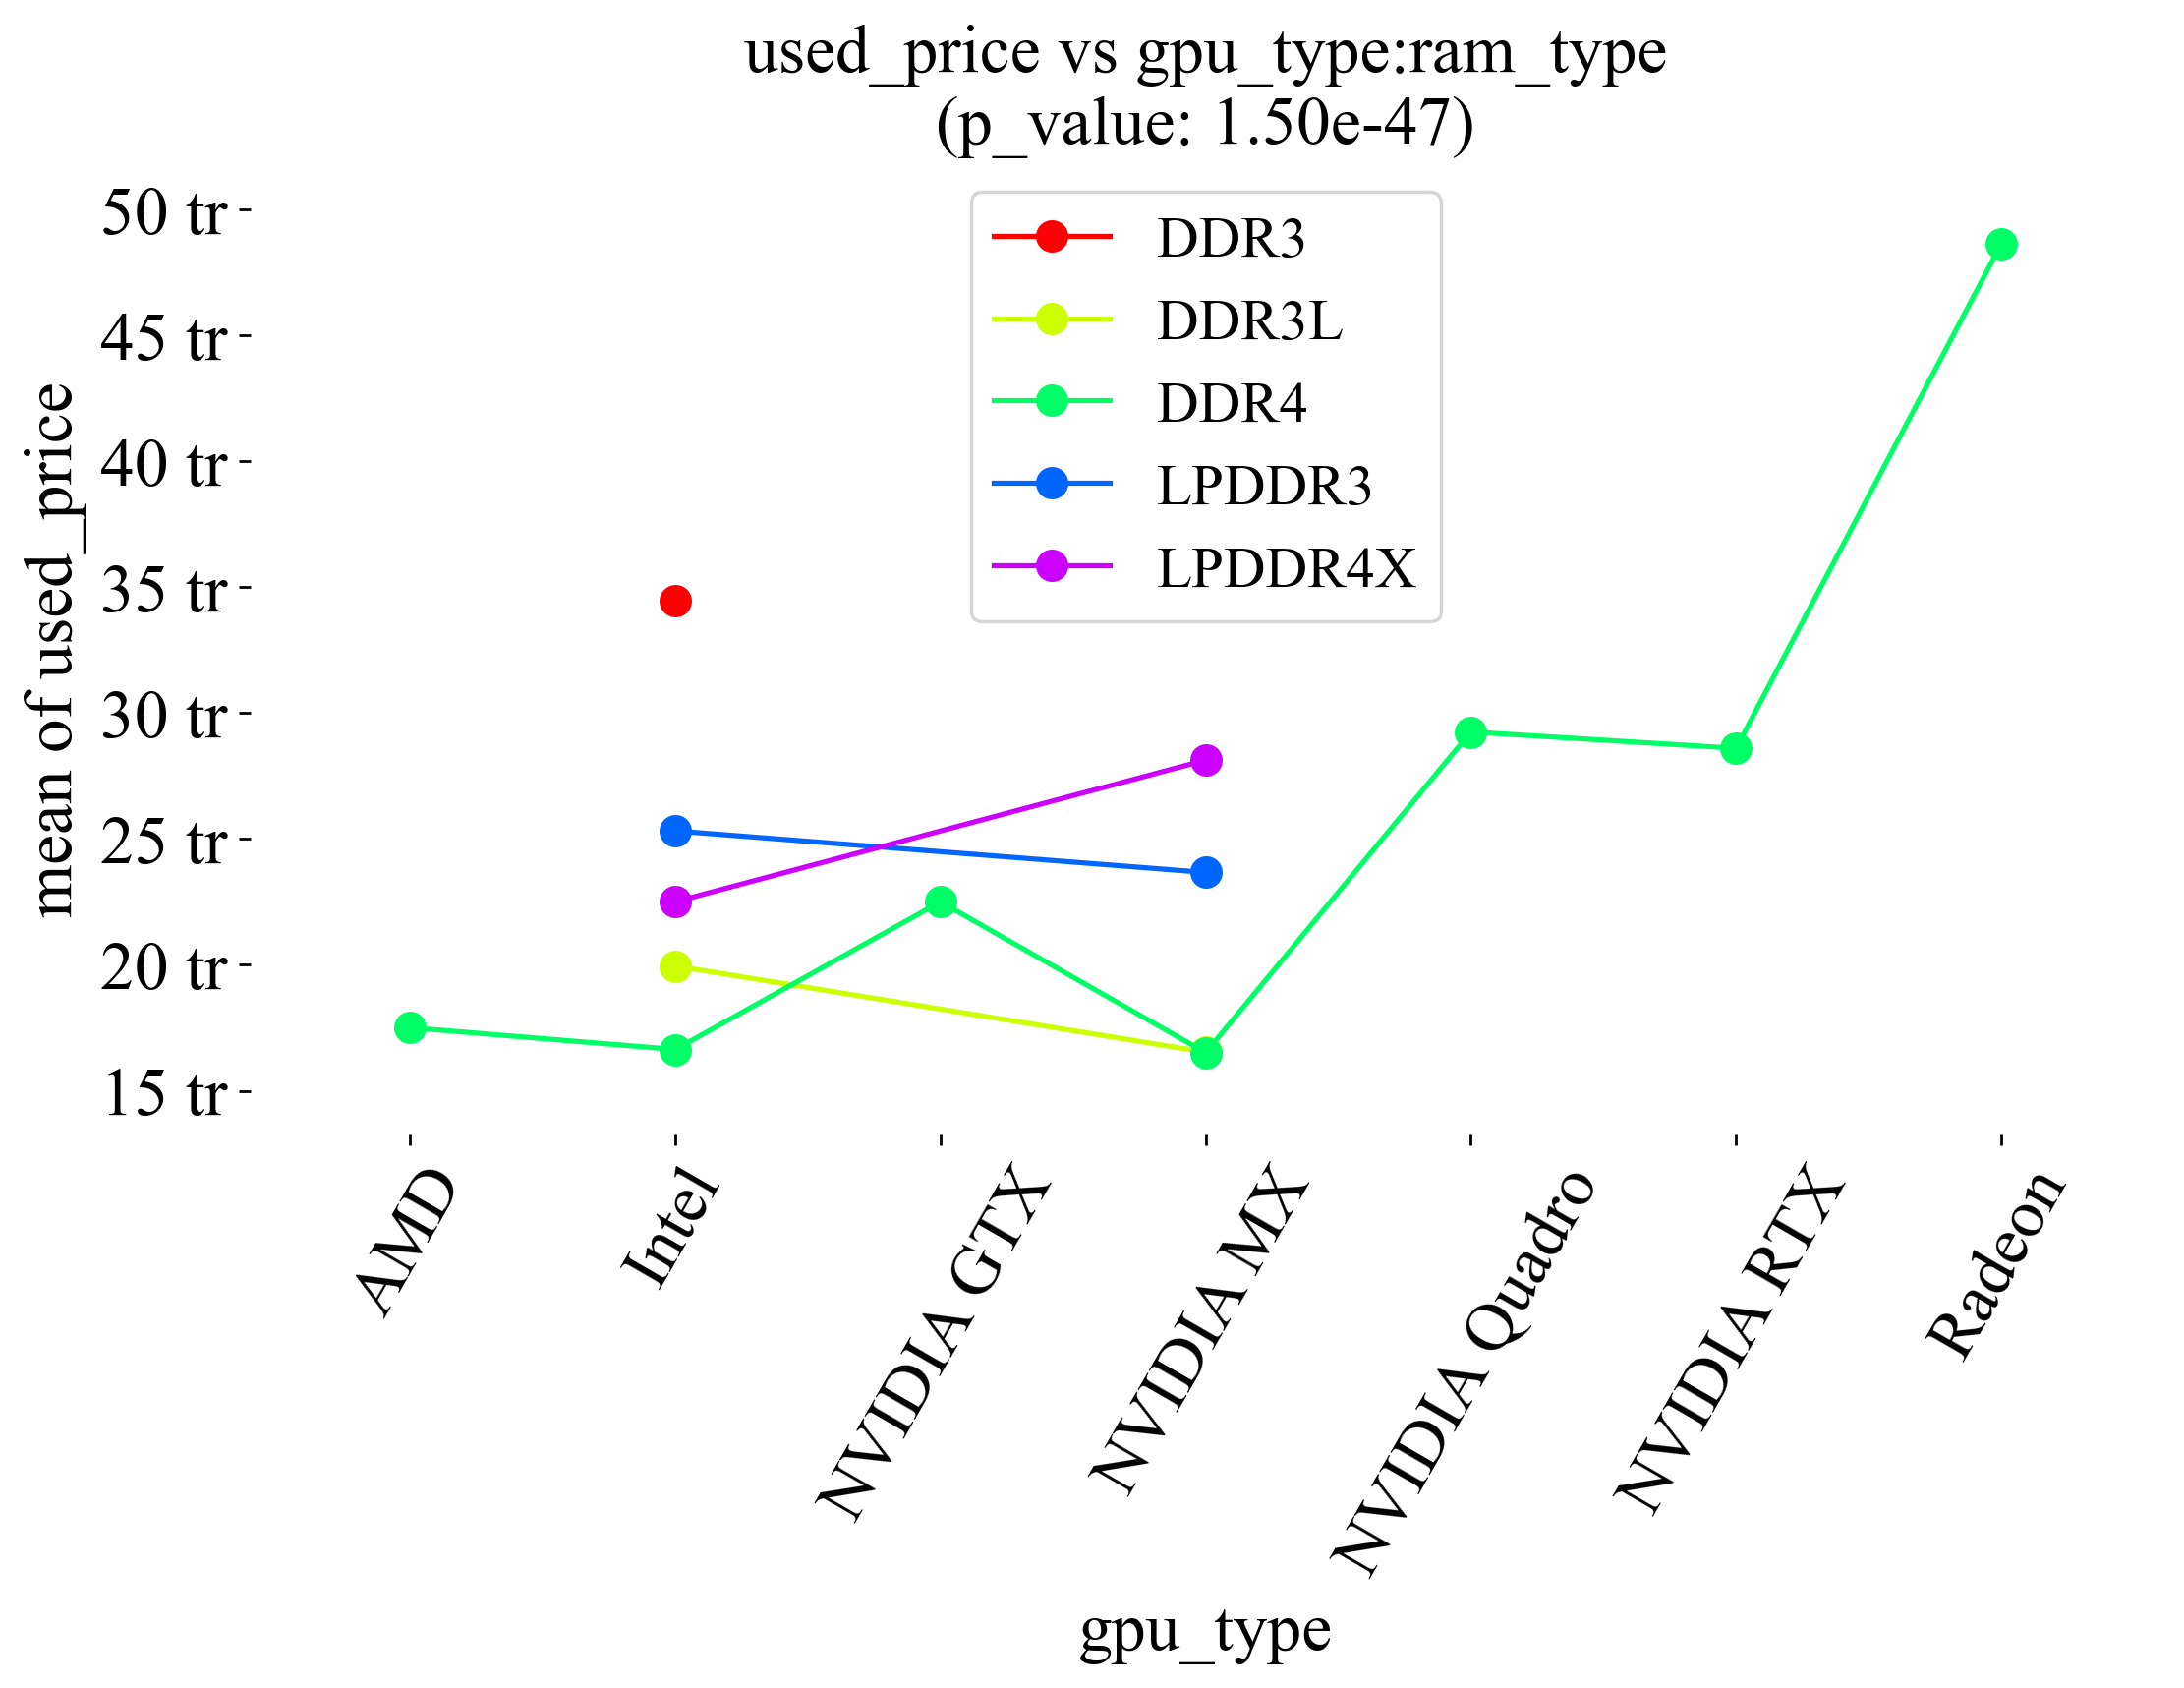 used_price vs gpu_type:ram_type
(p_value: 1.50e-47)
50 tr
45 tr
40 tr
35 tr
30 tr
25 tr
20 tr
15 tr
mean of used_price
DDR3
DDR3L
DDR4
LPDDR3
LPDDR4X
AMD
Intel
NVIDIA GTX
NVIDIA MX
NVIDIA Quadro
NVIDIA RTX
Radeon
gpu_type